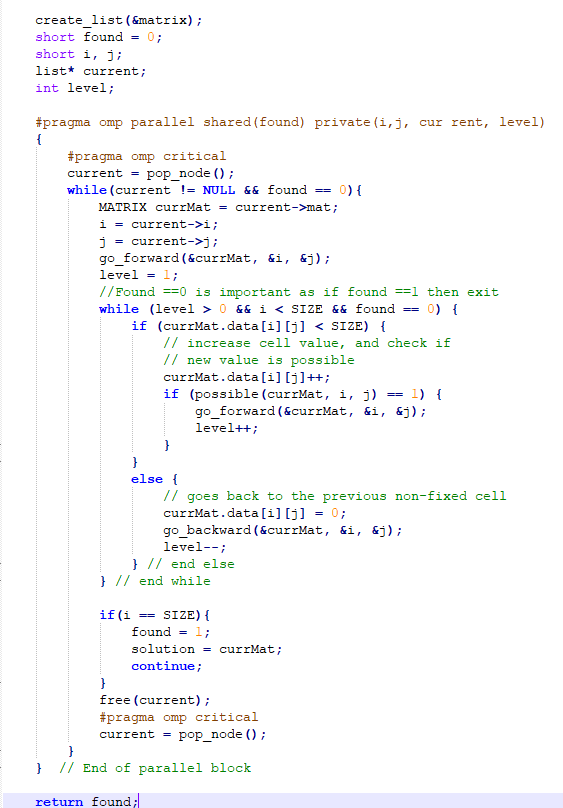 create_list(&matrix);
short found = 0;
short i, j;
list* current;
int level;
#pragma omp parallel shared(found) private(i,j, cur rent, level)
{
#pragma omp critical
current = pop_node();
while(current != NULL && found == 0){
MATRIX currMat = current->mat;
i = current->i;
j = current->j;
go_forward(&currMat, &i, &j);
level = 1;
//Found ==0 is important as if found ==1 then exit
while (level > 0 && i < SIZE && found == 0) {
if (currMat.data[i][j] < SIZE) {
// increase cell value, and check if
// new value is possible
currMat.data[i][j]++;
if (possible(currMat, i, j) == 1) {
go_forward(&currMat, &i, &j);
level++;
}
}
else {
// goes back to the previous non-fixed cell
currMat.data[i][j] = 0;
go_backward(&currMat, &i, &j);
level--;
} // end else
} // end while
if(i == SIZE){
found = 1;
solution = currMat;
continue;
}
free(current);
#pragma omp critical
current = pop_node();
}
} // End of parallel block
return found;